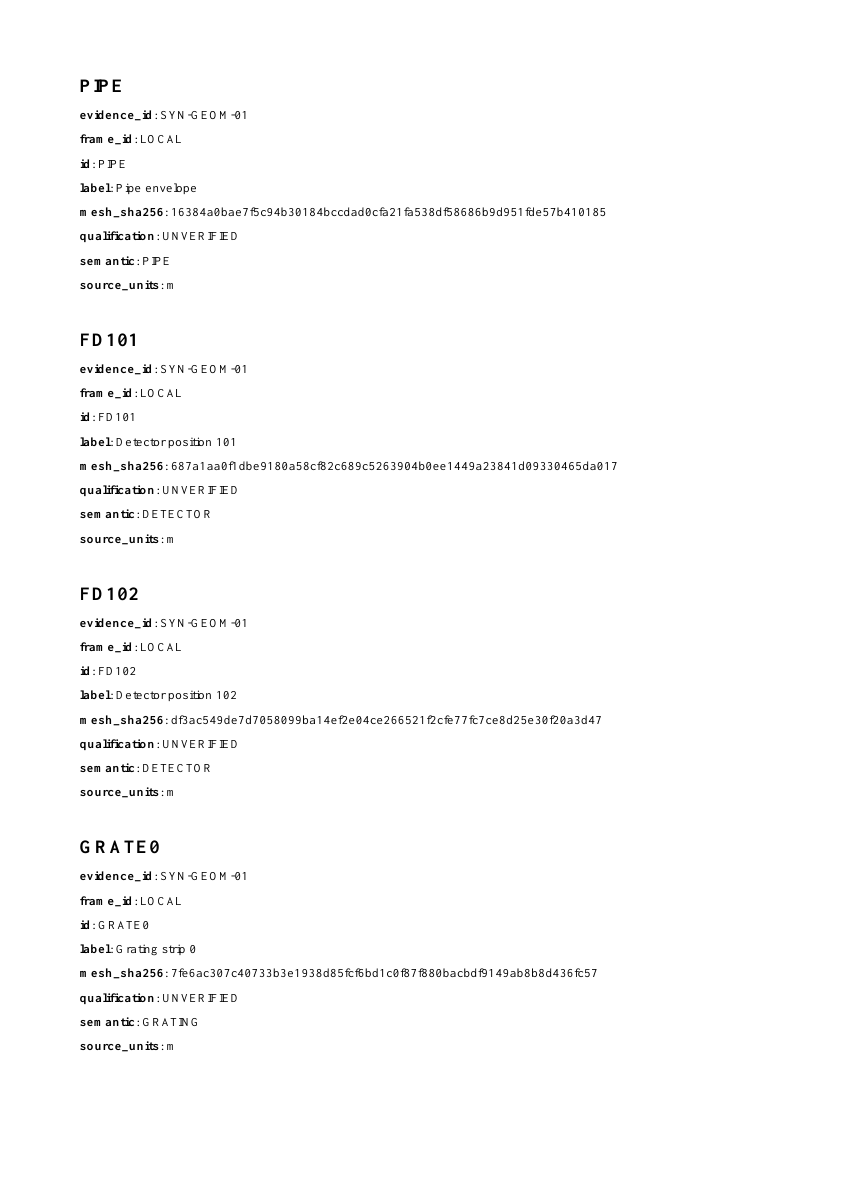 PIPE
evidence_id: SYN-GEOM-01
frame_id: LOCAL
id: PIPE
label: Pipe envelope
mesh_sha256: 16384a0bae7f5c94b30184bccdad0cfa21fa538df58686b9d951fde57b410185
qualification: UNVERIFIED
semantic: PIPE
source_units: m
FD101
evidence_id: SYN-GEOM-01
frame_id: LOCAL
id: FD101
label: Detector position 101
mesh_sha256: 687a1aa0f1dbe9180a58cf82c689c5263904b0ee1449a23841d09330465da017
qualification: UNVERIFIED
semantic: DETECTOR
source_units: m
FD102
evidence_id: SYN-GEOM-01
frame_id: LOCAL
id: FD102
label: Detector position 102
mesh_sha256: df3ac549de7d7058099ba14ef2e04ce266521f2cfe77fc7ce8d25e30f20a3d47
qualification: UNVERIFIED
semantic: DETECTOR
source_units: m
GRATE0
evidence_id: SYN-GEOM-01
frame_id: LOCAL
id: GRATE0
label: Grating strip 0
mesh_sha256: 7fe6ac307c40733b3e1938d85fcf6bd1c0f87f880bacbdf9149ab8b8d436fc57
qualification: UNVERIFIED
semantic: GRATING
source_units: m